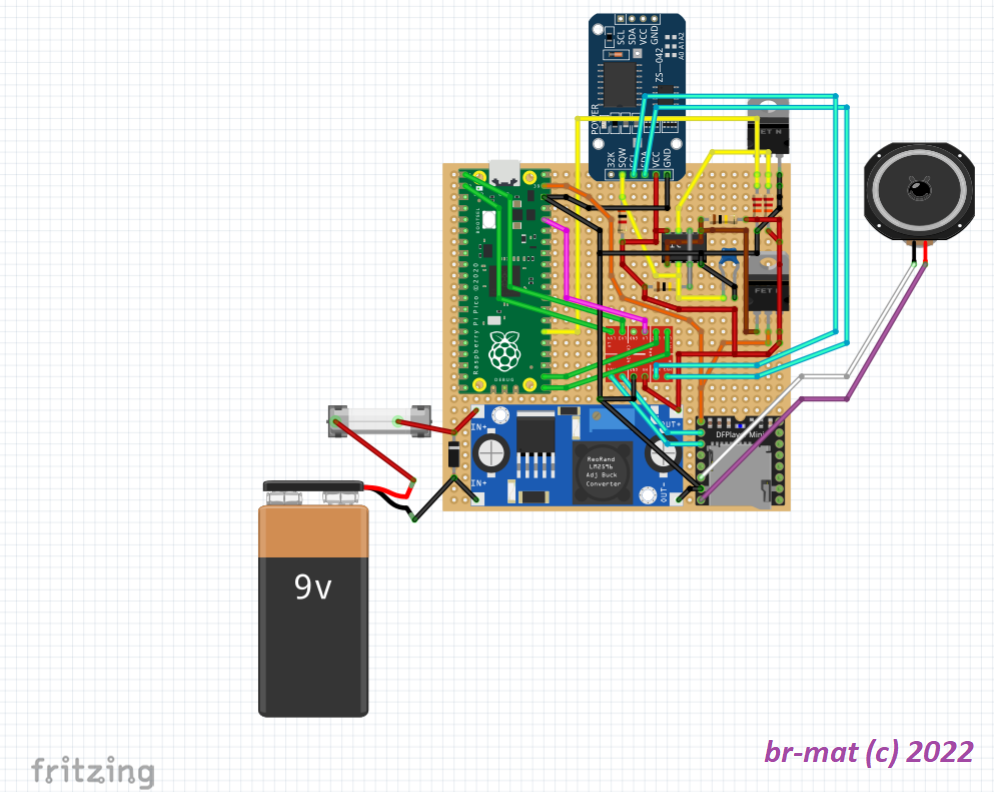 SCL
SDA
VCC
GND
A0 A1 A2
ZS-042
POWER
32K
SQW
SCL
SDA
VCC
GND
FET N
Raspberry Pi Pico © 2020
BOOTSEL
DEBUG
FET
IN+
OUT+
DFPlayer Mini
ReoRand
LM2596
Adj Buck
Converter
IN+
OUT-
9v
br-mat (c) 2022
fritzing